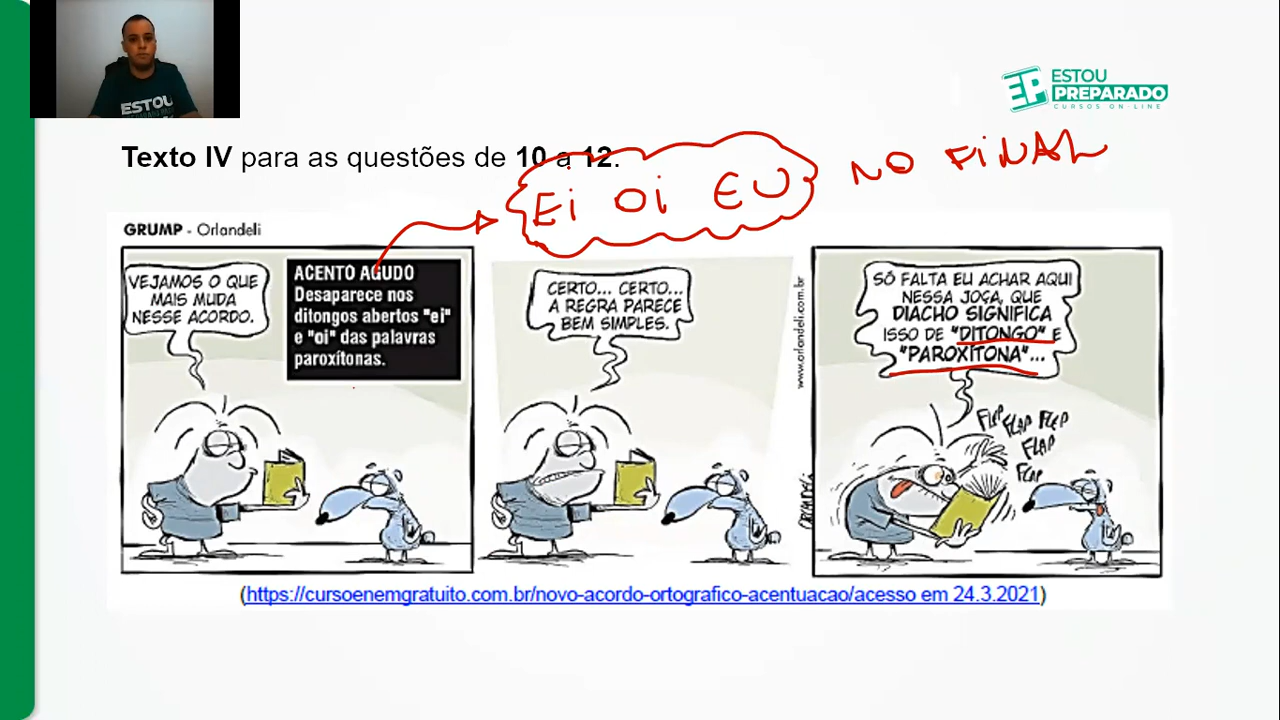 ESTOU
ESTOU
PREPARADO
CURSOS ON-LINE
Texto IV para as questões de 10 a 12.
Ei Oi EU NO FiNAL
GRUMP - Orlandeli
VEJAMOS O QUE
MAIS MUDA
NESSE ACORDO.
ACENTO AGUDO
Desaparece nos
ditongos abertos "ei"
e "oi" das palavras
paroxítonas.
CERTO... CERTO...
A REGRA PARECE
BEM SIMPLES.
www.orlandeli.com.br
SÓ FALTA EU ACHAR AQUI
NESSA JOÇA, QUE
DIACHO SIGNIFICA
ISSO DE "DITONGO" E
"PAROXÍTONA"...
FLEP FLAP FLEP
FLAP
FLAP
ORLANDELi
(https://cursoenemgratuito.com.br/novo-acordo-ortografico-acentuacao/acesso em 24.3.2021)